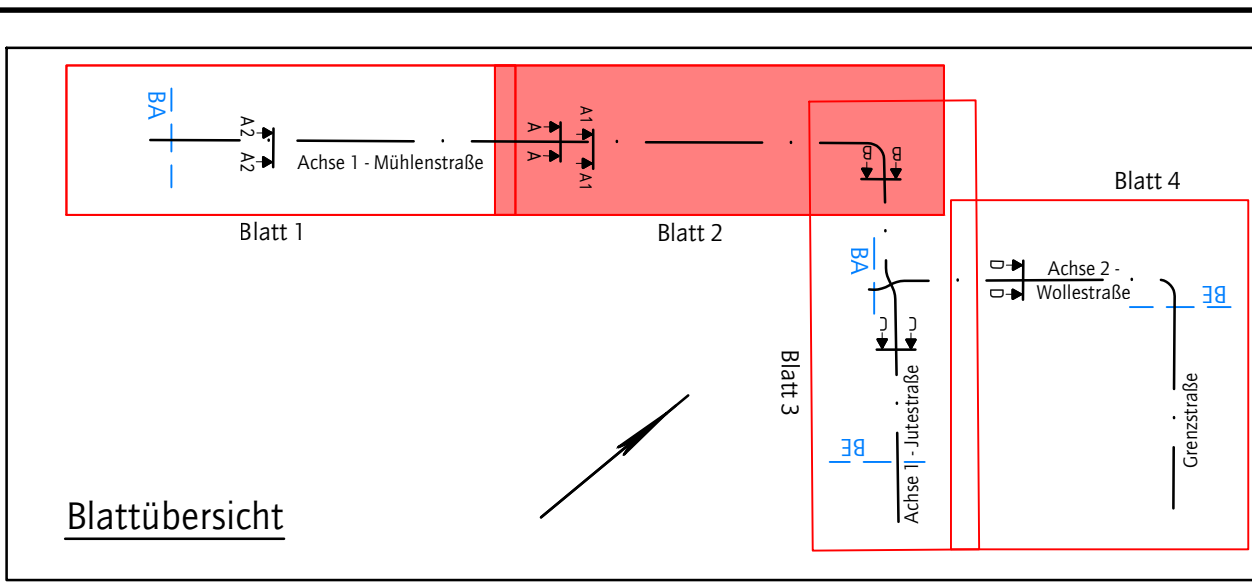 BA
A2
A2
Achse 1 - Mühlenstraße
A
A
A1
A1
B
B
Blatt 1
Blatt 2
Blatt 4
BA
D
D
Achse 2 -
Wollestraße
BE
C
C
Blatt 3
BE
Achse 1 - Jutestraße
Grenzstraße
Blattübersicht